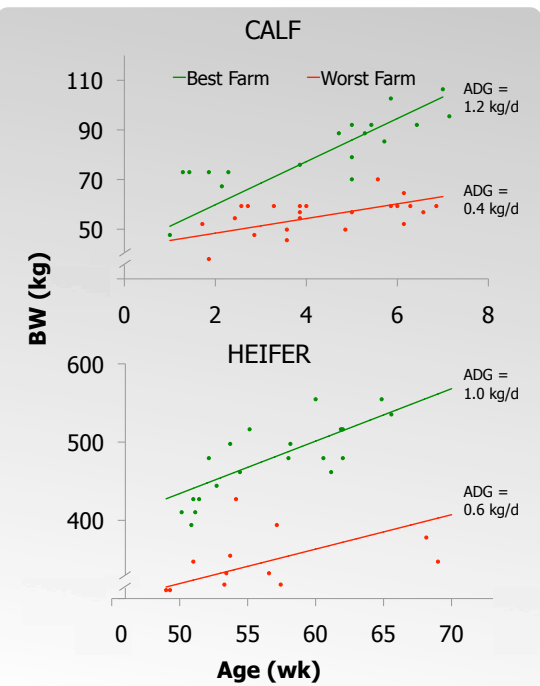 CALF
110
Best Farm
Worst Farm
ADG =
1.2 kg/d
90
70
ADG =
0.4 kg/d
50
0 2 4 6 8
BW (kg)
HEIFER
600
ADG =
1.0 kg/d
500
ADG =
0.6 kg/d
400
0 50 55 60 65 70
Age (wk)